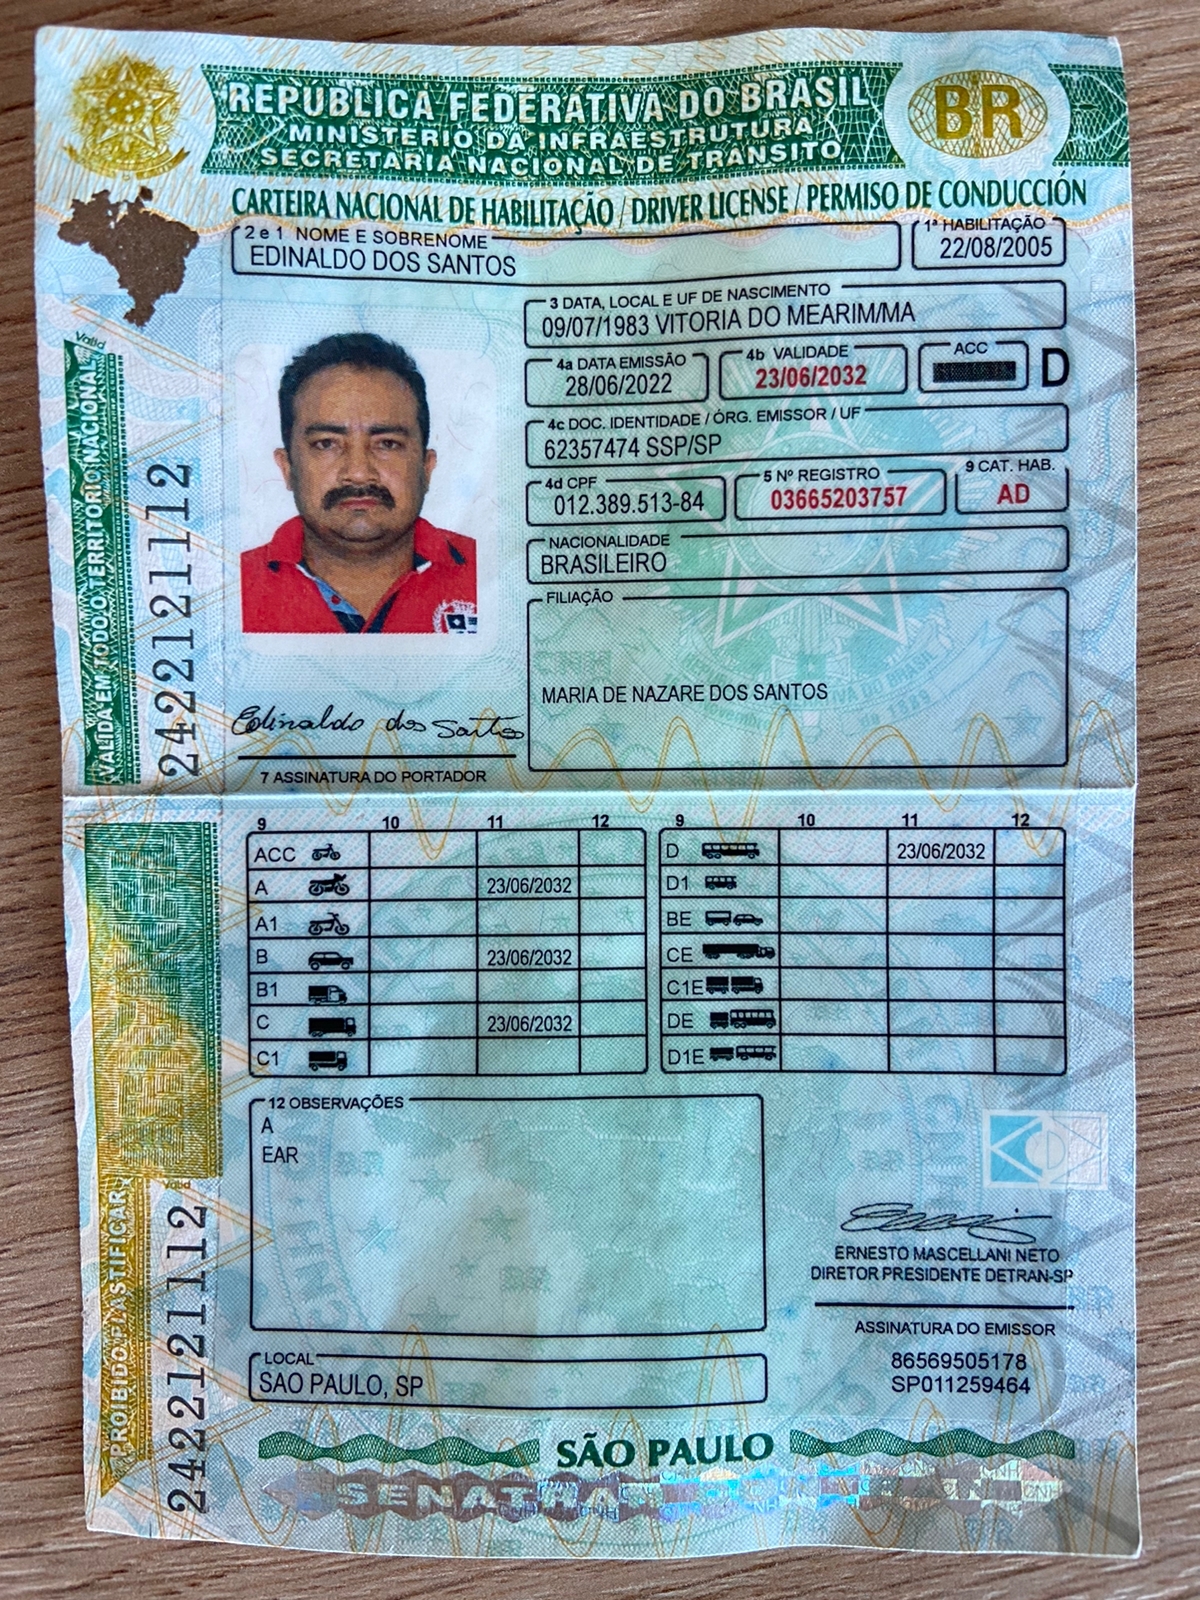 REPÚBLICA FEDERATIVA DO BRASIL
MINISTÉRIO DA INFRAESTRUTURA
SECRETARIA NACIONAL DE TRÂNSITO
BR
CARTEIRA NACIONAL DE HABILITAÇÃO / DRIVER LICENSE / PERMISO DE CONDUCCIÓN
2 e 1 NOME E SOBRENOME
EDINALDO DOS SANTOS
1ª HABILITAÇÃO
22/08/2005
3 DATA, LOCAL E UF DE NASCIMENTO
09/07/1983 VITORIA DO MEARIM/MA
4a DATA EMISSÃO
28/06/2022
4b VALIDADE
23/06/2032
ACC
D
4c DOC. IDENTIDADE / ÓRG. EMISSOR / UF
62357474 SSP/SP
4d CPF
012.389.513-84
5 Nº REGISTRO
03665203757
9 CAT. HAB.
AD
NACIONALIDADE
BRASILEIRO
FILIAÇÃO
MARIA DE NAZARE DOS SANTOS
Edinaldo dos Santos
7 ASSINATURA DO PORTADOR
Valid
VÁLIDA EM TODO O TERRITÓRIO NACIONAL
2422121112
9 10 11 12 9 10 11 12
ACC D 23/06/2032
A 23/06/2032 D1
A1 BE
B 23/06/2032 CE
B1 C1E
C 23/06/2032 DE
C1 D1E
12 OBSERVAÇÕES
A
EAR
Valid
PROIBIDO PLASTIFICAR
2422121112
ERNESTO MASCELLANI NETO
DIRETOR PRESIDENTE DETRAN-SP
ASSINATURA DO EMISSOR
86569505178
SP011259464
LOCAL
SAO PAULO, SP
SÃO PAULO
SENATRAN